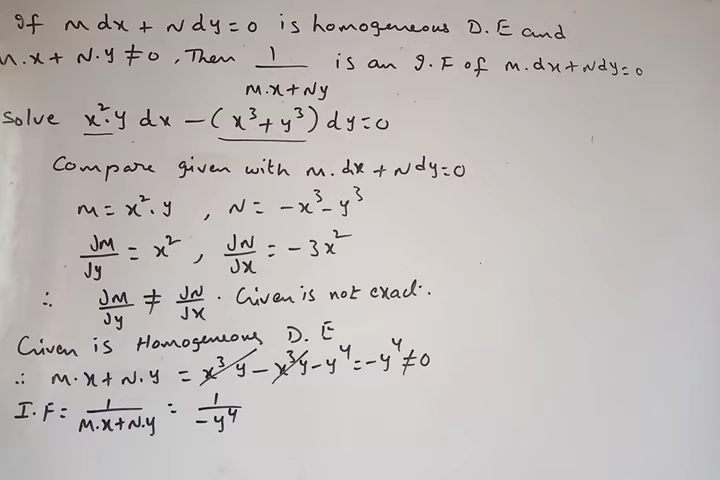 If M dx + N dy = 0 is homogeneous D.E and
M.x + N.y ≠ 0, Then 1/(M.x+Ny) is an I.F of M.dx+Ndy=0
Solve x².y dx − (x³+y³) dy=0
Compare given with M.dx + N dy=0
M = x².y , N = −x³−y³
∂M/∂y = x² , ∂N/∂x = −3x²
∴ ∂M/∂y ≠ ∂N/∂x . Given is not exact.
Given is Homogeneous D.E
∴ M.x+N.y = x³y − x³y − y⁴ = −y⁴ ≠ 0
I.F = 1/(M.x+N.y) = 1/−y⁴